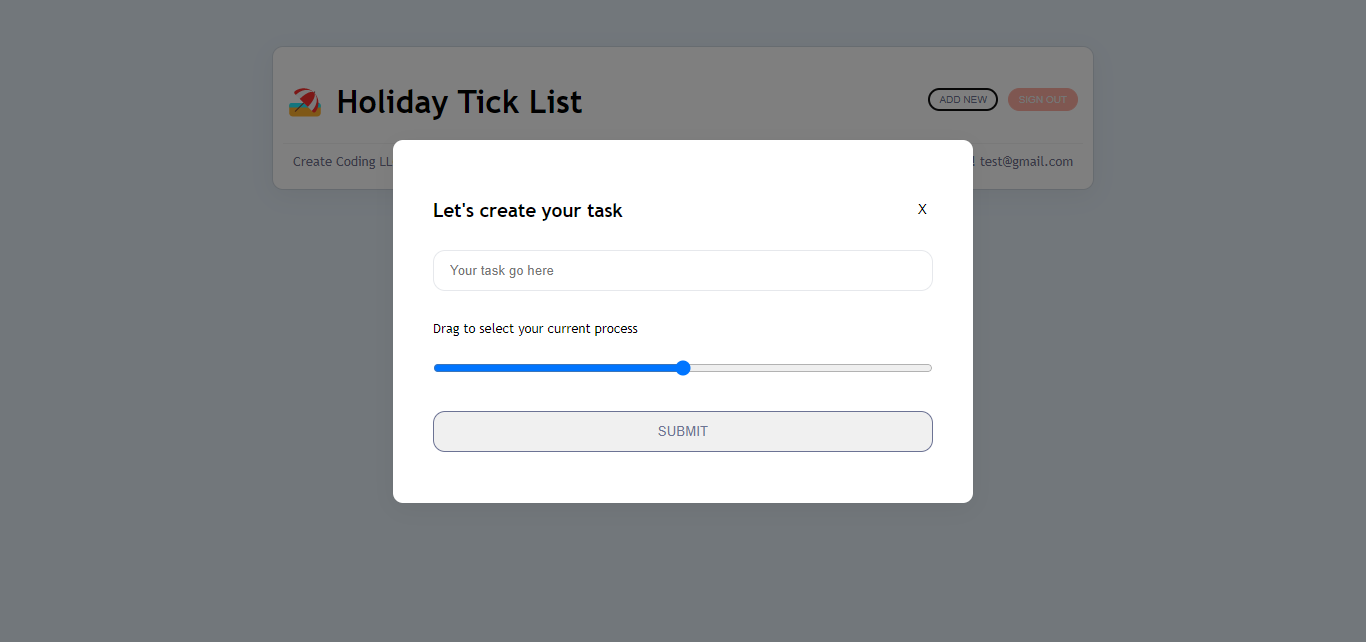 Holiday Tick List
ADD NEW
SIGN OUT
Create Coding
test@gmail.com
Let's create your task
X
Your task go here
Drag to select your current process
SUBMIT